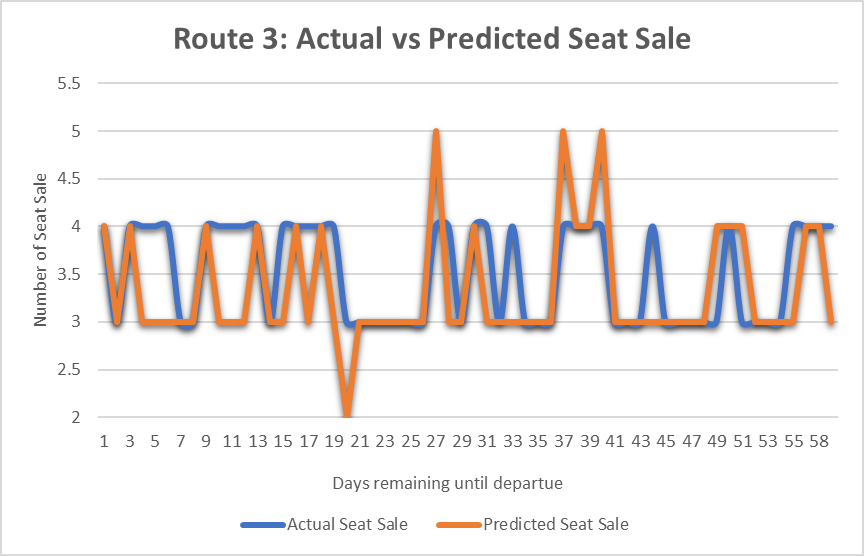 Route 3: Actual vs Predicted Seat Sale
Number of Seat Sale
5.5
5
4.5
4
3.5
3
2.5
2
1 3 5 7 9 11 13 15 17 19 21 23 25 27 29 31 33 35 37 39 41 43 45 47 49 51 53 55 58
Days remaining until departue
Actual Seat Sale Predicted Seat Sale